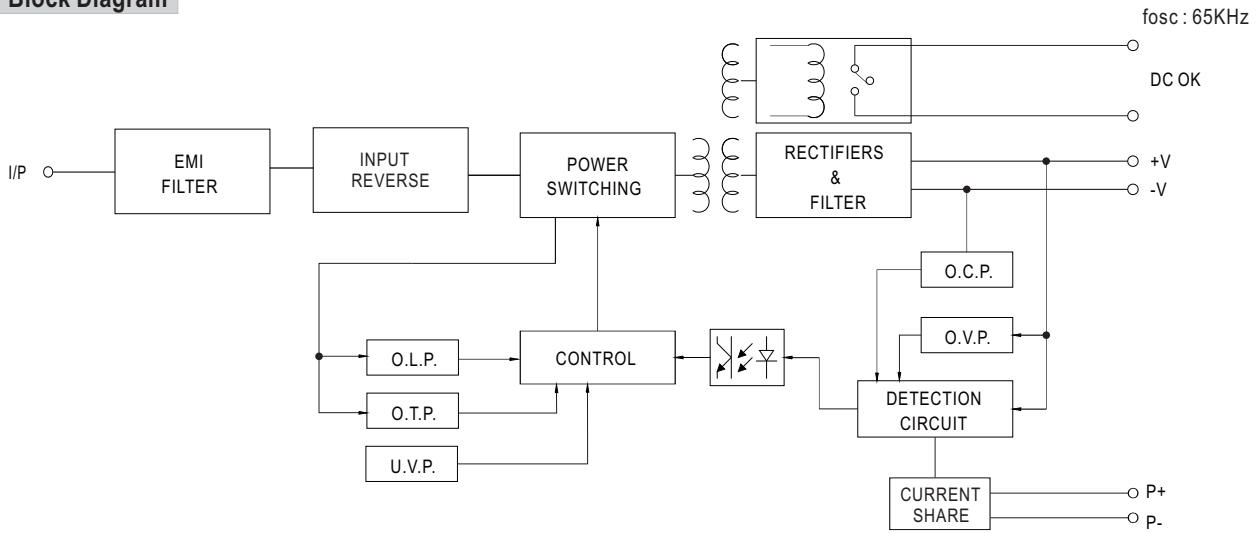 Block Diagram
fosc : 65KHz
DC OK
I/P
EMI
FILTER
INPUT
REVERSE
POWER
SWITCHING
RECTIFIERS
&
FILTER
+V
-V
O.C.P.
O.V.P.
O.L.P.
CONTROL
O.T.P.
DETECTION
CIRCUIT
U.V.P.
CURRENT
SHARE
P+
P-